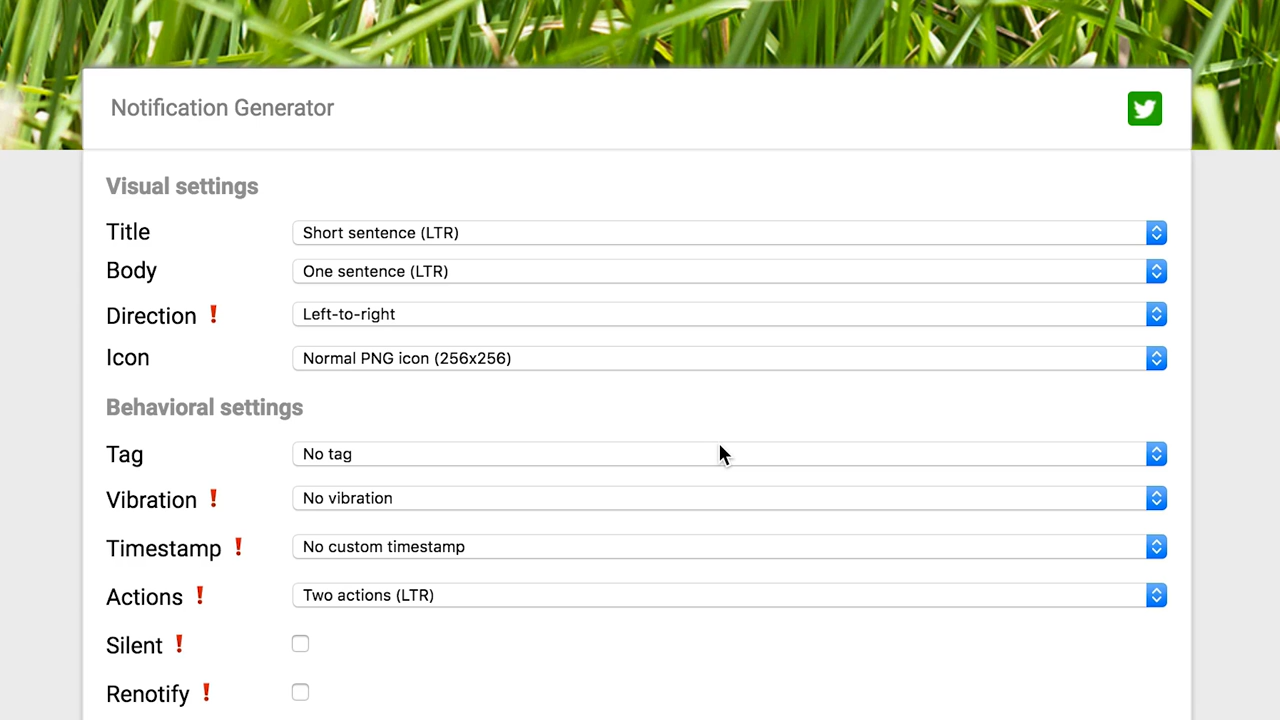 Notification Generator
Visual settings
Title Short sentence (LTR)
Body One sentence (LTR)
Direction ! Left-to-right
Icon Normal PNG icon (256x256)
Behavioral settings
Tag No tag
Vibration ! No vibration
Timestamp ! No custom timestamp
Actions ! Two actions (LTR)
Silent !
Renotify !